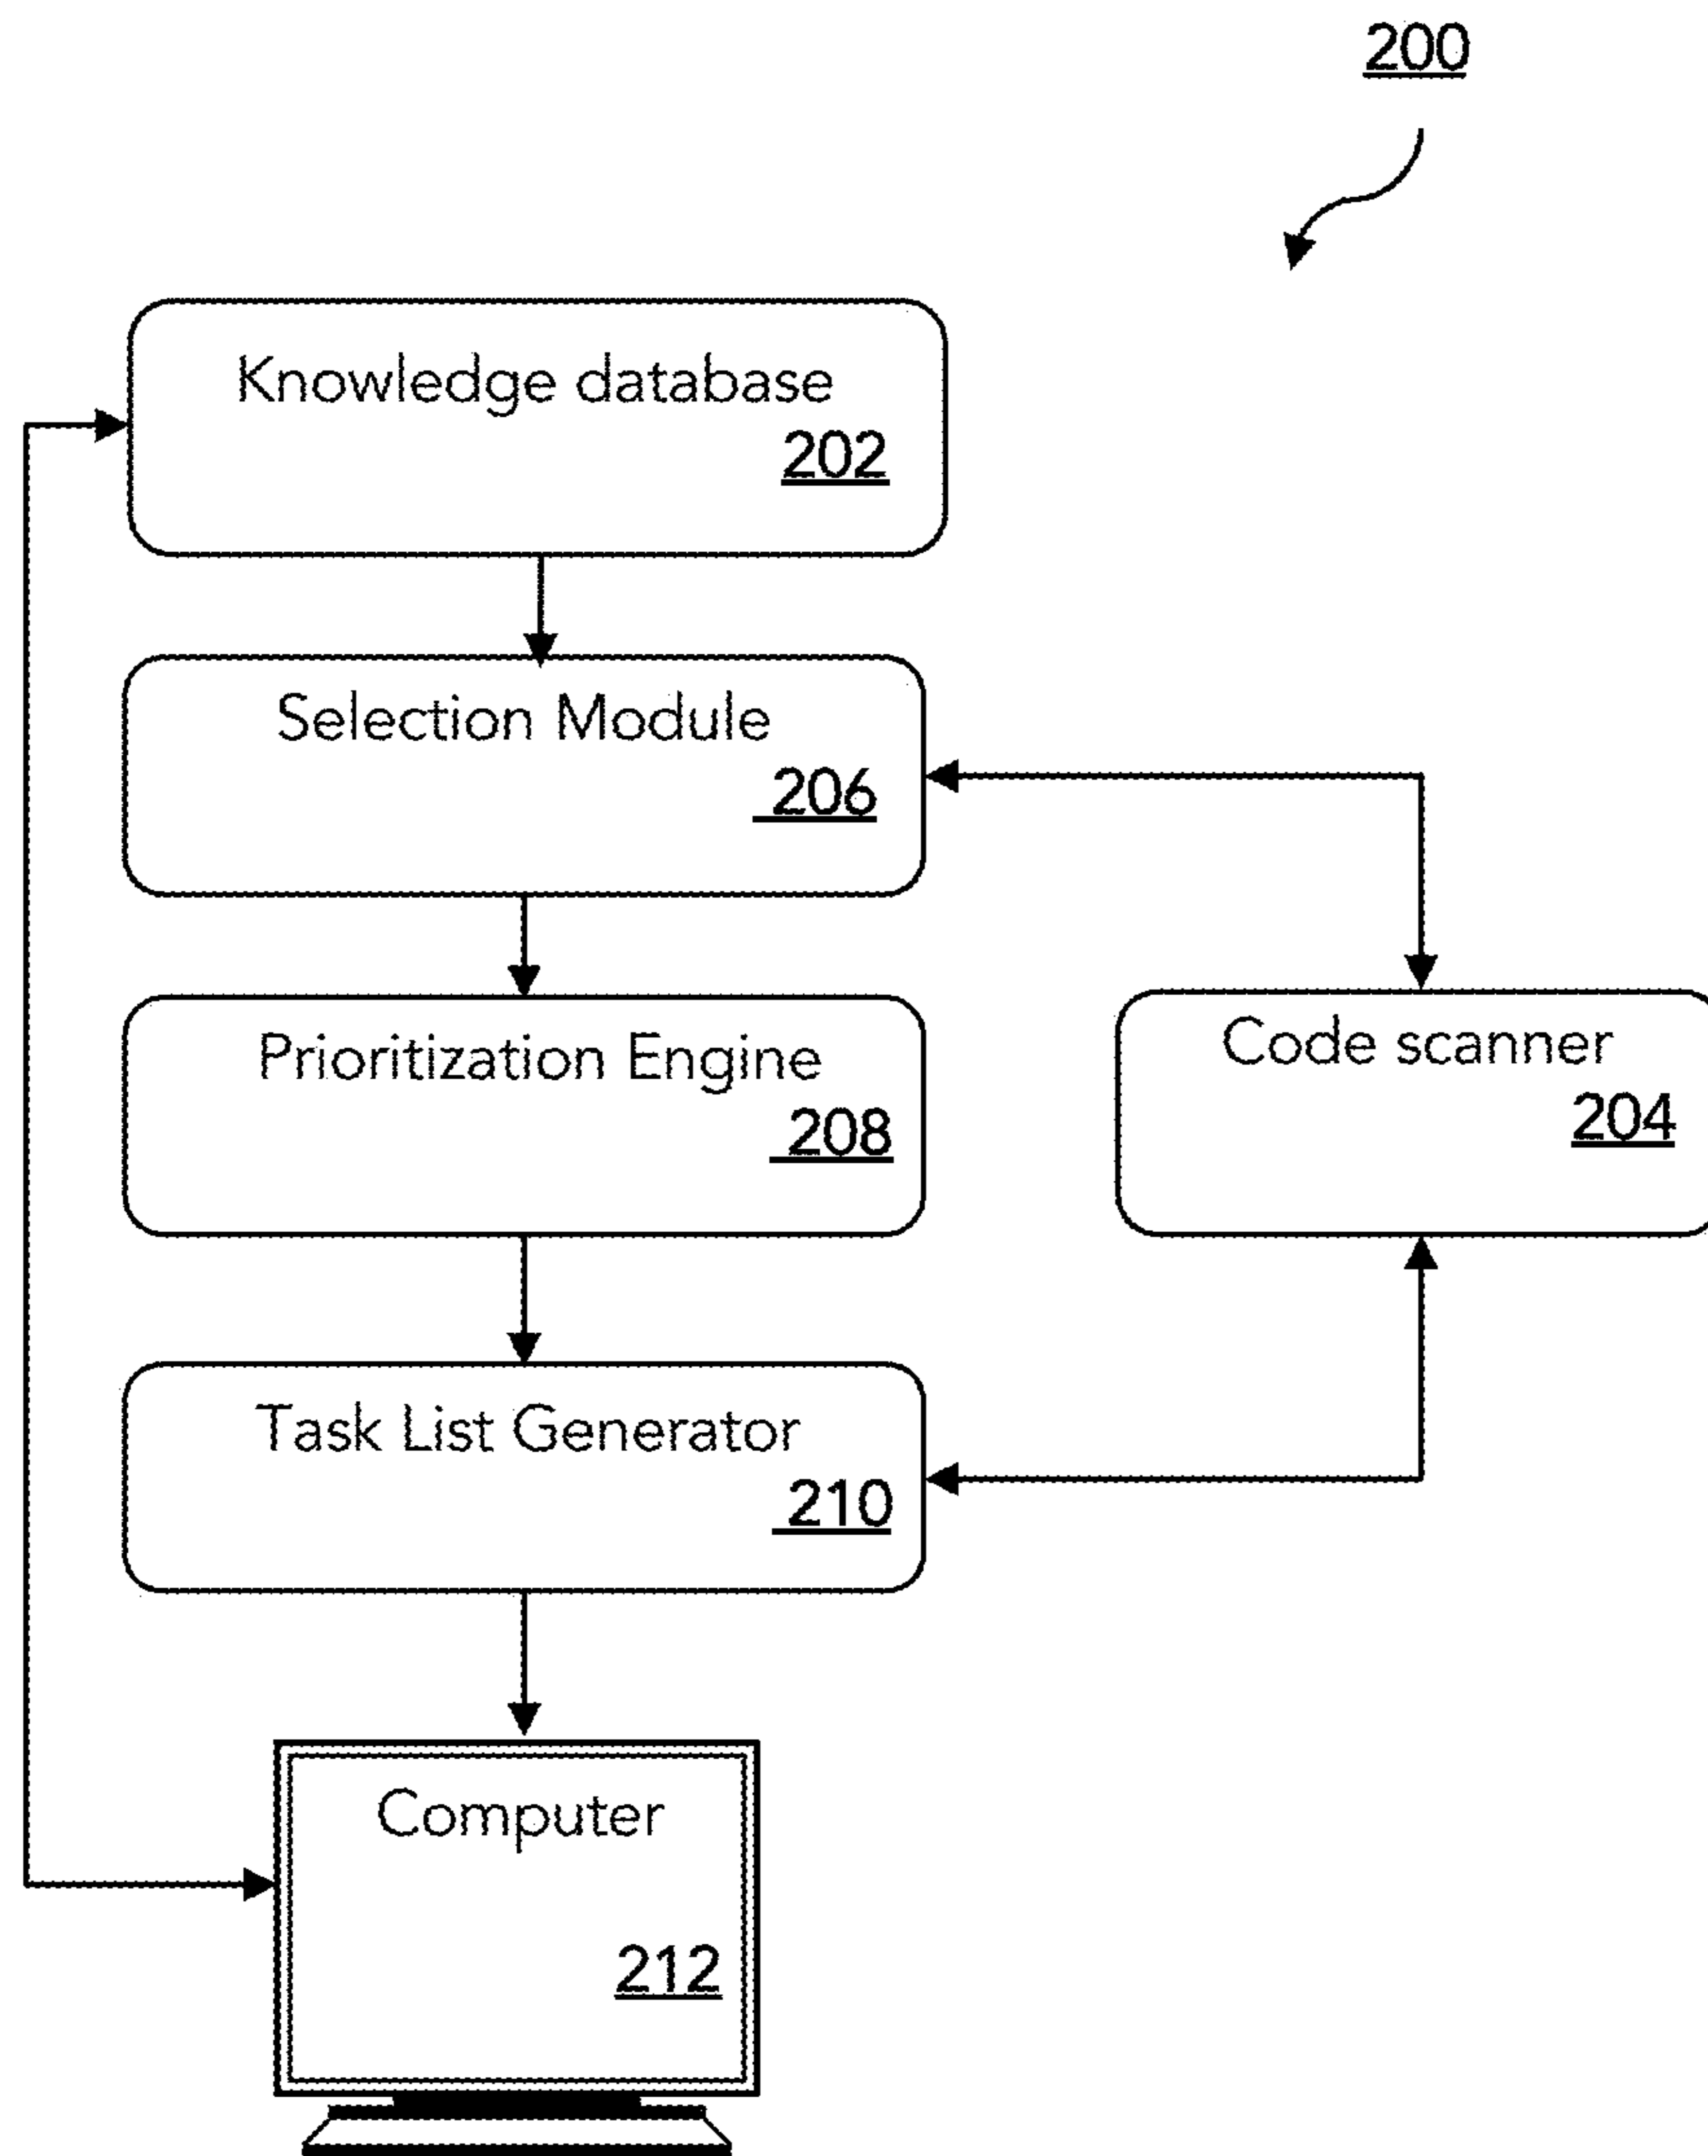 200
Knowledge database
202
Selection Module
206
Prioritization Engine
208
Code scanner
204
Task List Generator
210
Computer
212